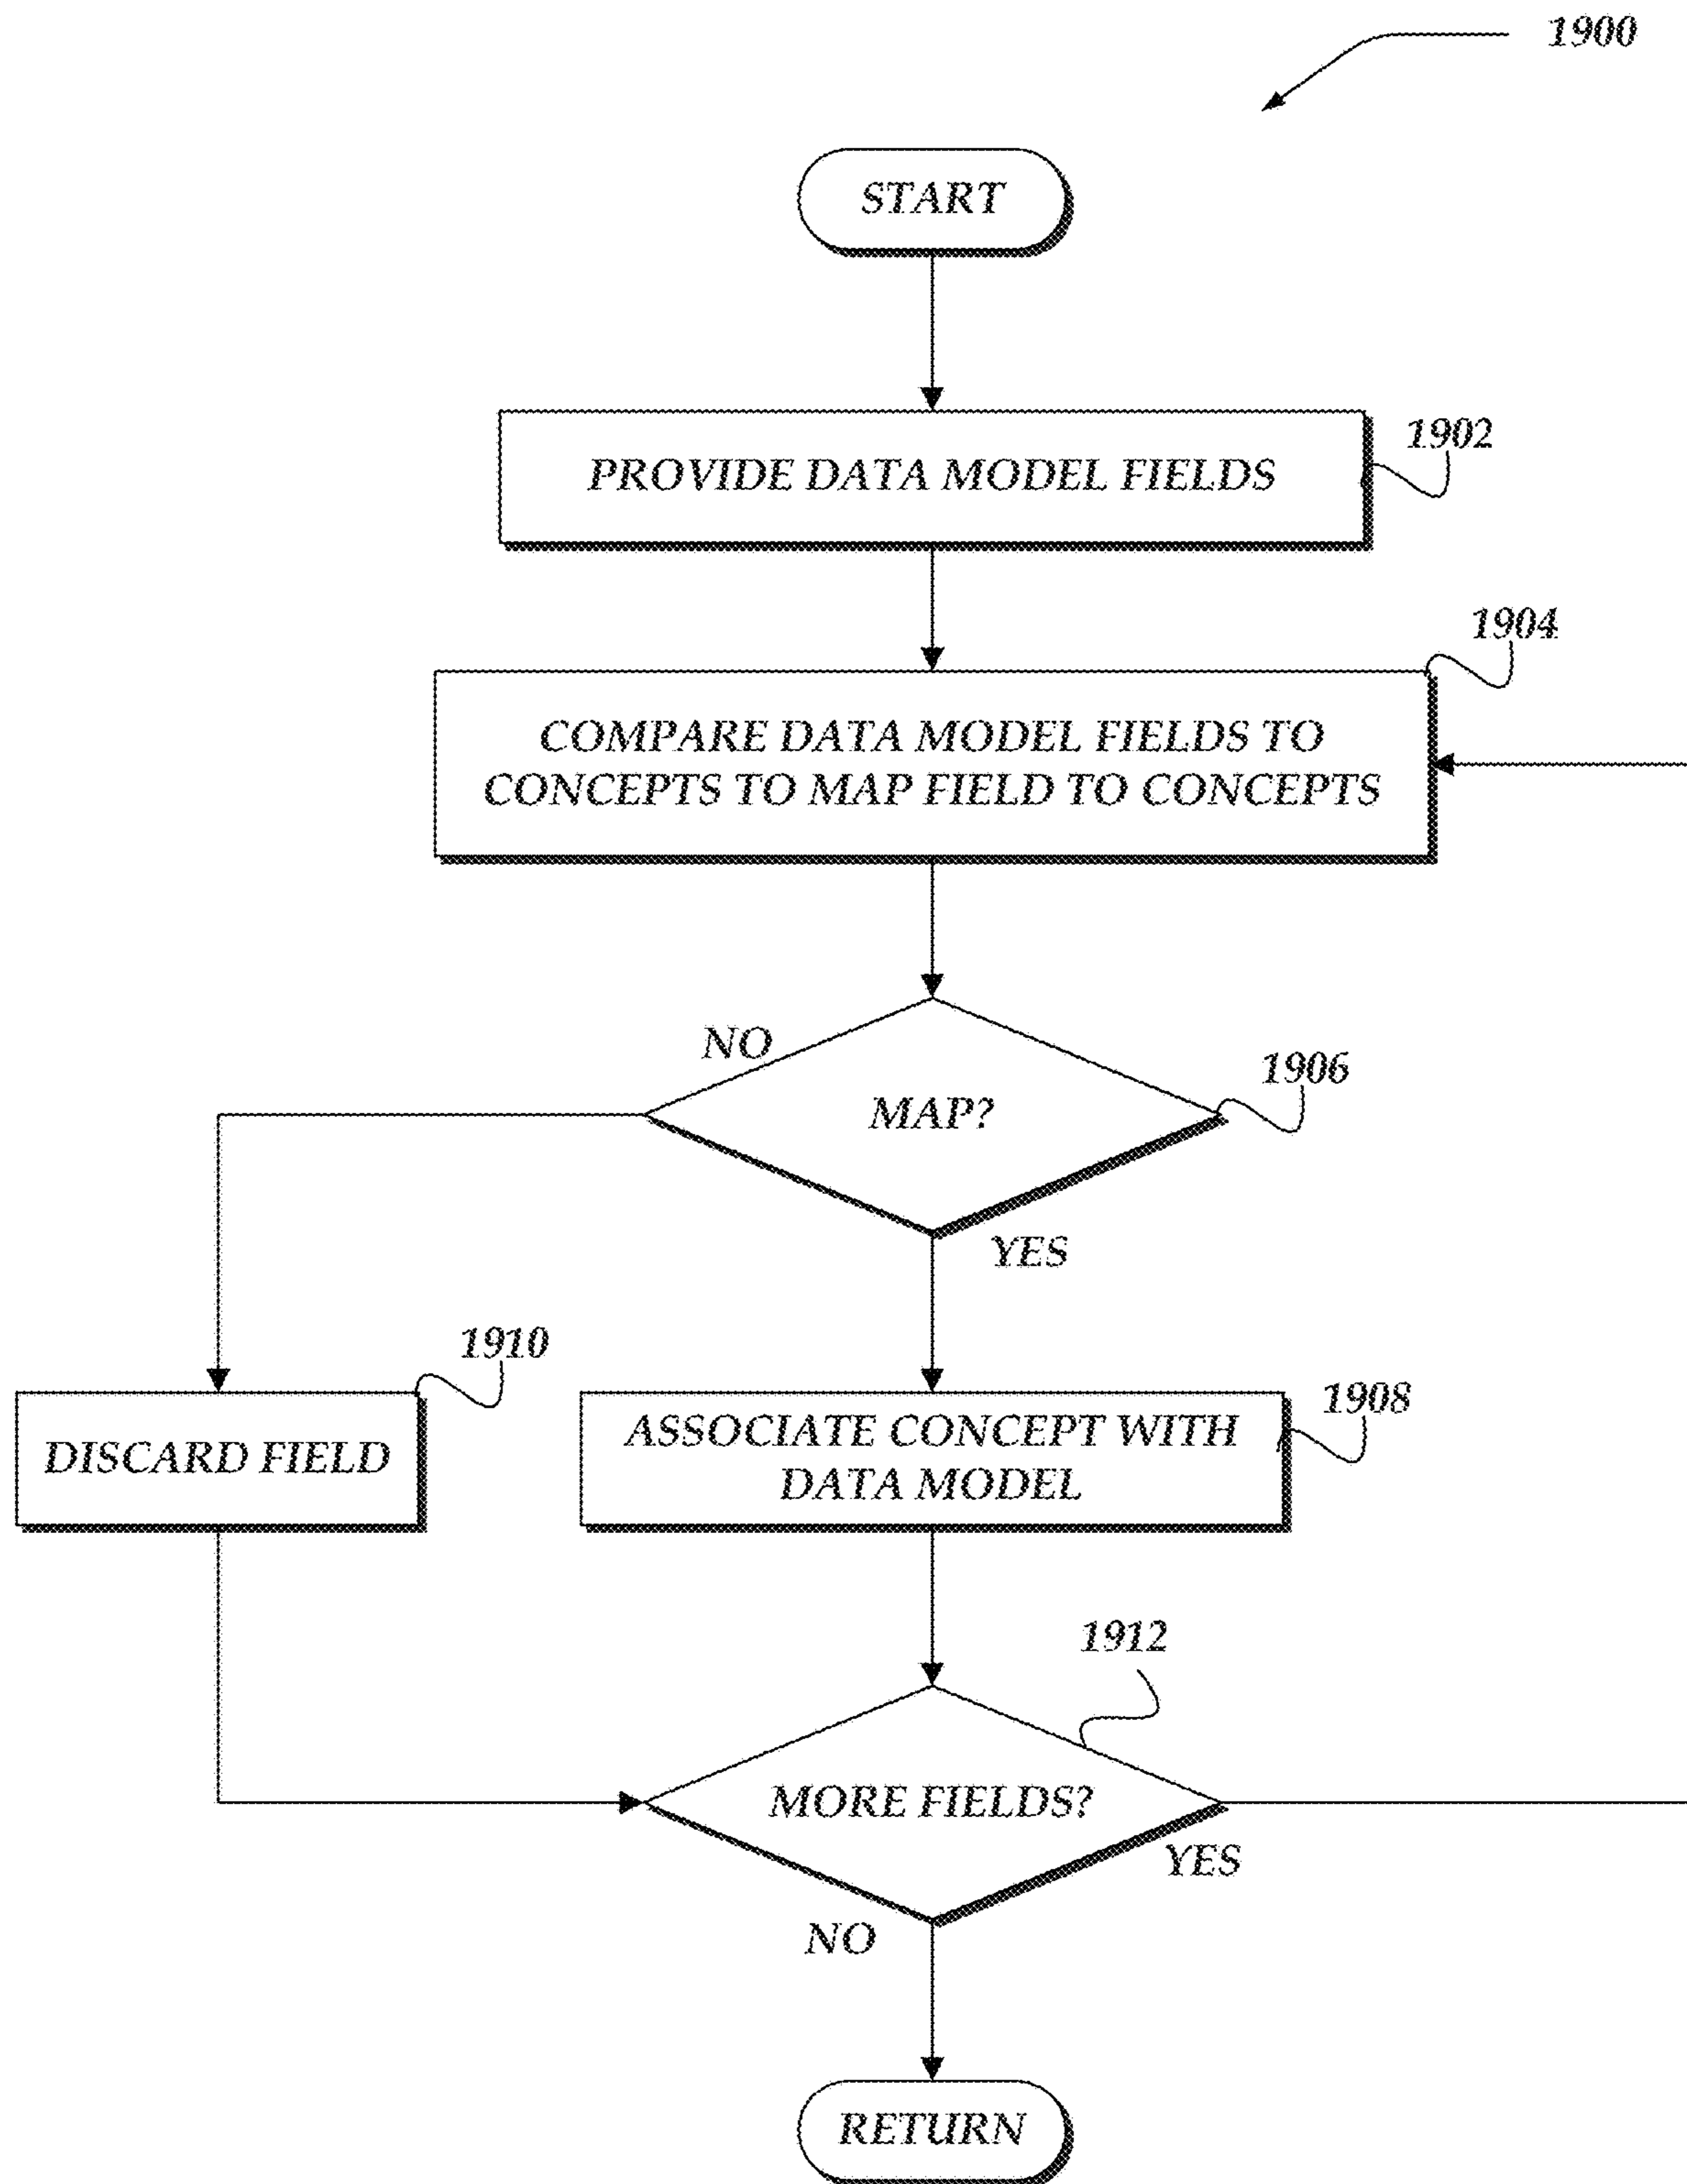 1900
START
PROVIDE DATA MODEL FIELDS
1902
1904
COMPARE DATA MODEL FIELDS TO
CONCEPTS TO MAP FIELD TO CONCEPTS
NO
MAP?
1906
YES
1910
DISCARD FIELD
1908
ASSOCIATE CONCEPT WITH
DATA MODEL
1912
MORE FIELDS?
YES
NO
RETURN